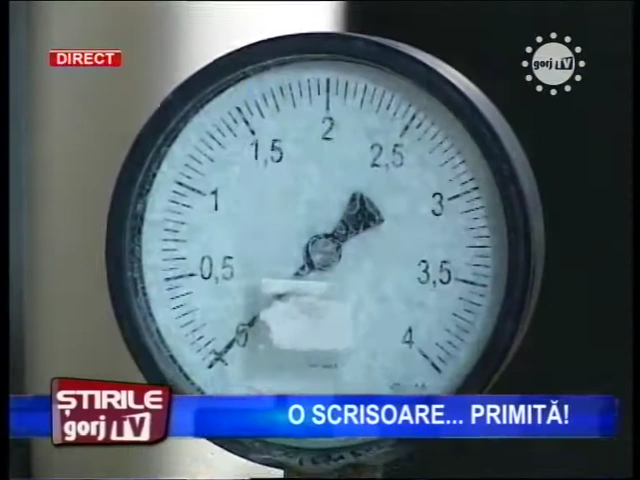 DIRECT
gorj TV
2
1,5
2,5
1
3
0,5
3,5
0
4
ȘTIRILE
gorj TV
O SCRISOARE... PRIMITĂ!